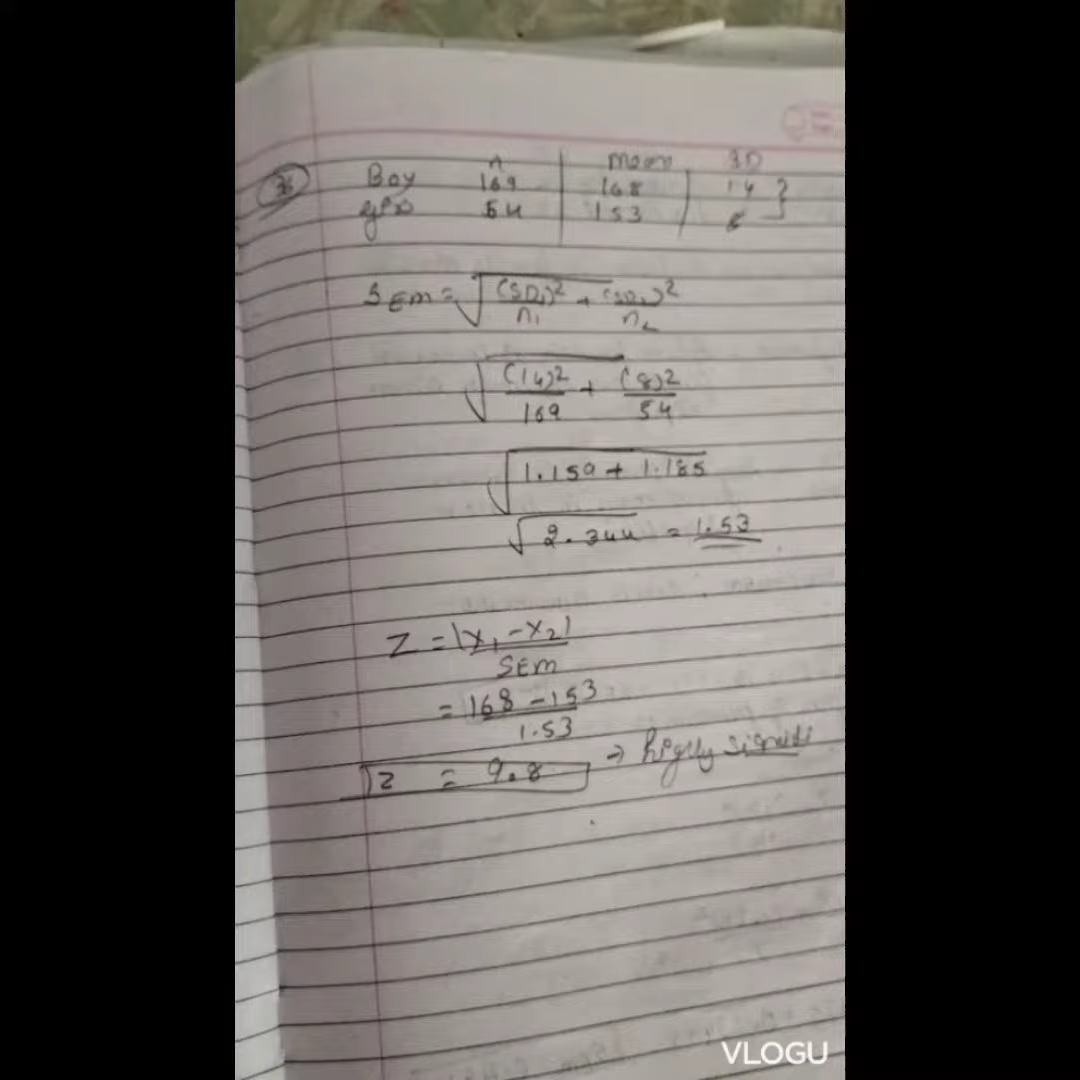 36
n mean SD
Boy 169 168 14
54 153 8
SEM = √(SD₁)²/n₁ + (SD₂)²/n₂
√(14)²/169 + (8)²/54
√1.159 + 1.185
√2.344 = 1.53
Z = |X₁ - X₂|/SEM
= 168 - 153/1.53
Z = 9.8 → highly
VLOGU